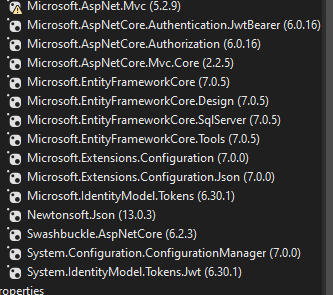 Microsoft.AspNet.Mvc (5.2.9)
Microsoft.AspNetCore.Authentication.JwtBearer (6.0.16)
Microsoft.AspNetCore.Authorization (6.0.16)
Microsoft.AspNetCore.Mvc.Core (2.2.5)
Microsoft.EntityFrameworkCore (7.0.5)
Microsoft.EntityFrameworkCore.Design (7.0.5)
Microsoft.EntityFrameworkCore.SqlServer (7.0.5)
Microsoft.EntityFrameworkCore.Tools (7.0.5)
Microsoft.Extensions.Configuration (7.0.0)
Microsoft.Extensions.Configuration.Json (7.0.0)
Microsoft.IdentityModel.Tokens (6.30.1)
Newtonsoft.Json (13.0.3)
Swashbuckle.AspNetCore (6.2.3)
System.Configuration.ConfigurationManager (7.0.0)
System.IdentityModel.Tokens.Jwt (6.30.1)
operties